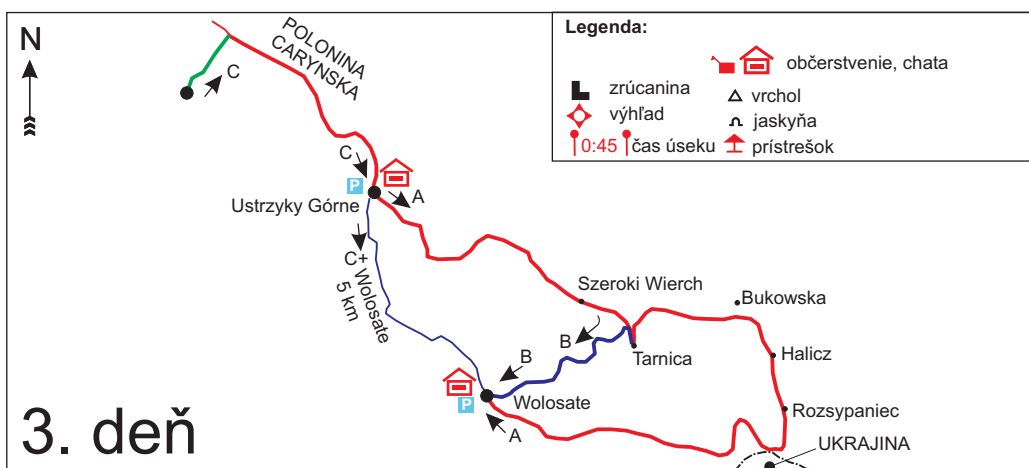 N
C
POLONINA
CARYNSKA
Legenda:
občerstvenie, chata
zrúcanina
vrchol
výhľad
jaskyňa
0:45 čas úseku
prístrešok
C
P
A
Ustrzyky Górne
C+ Wolosate
5 km
Szeroki Wierch
Bukowska
B
Tarnica
Halicz
B
P
Wolosate
A
Rozsypaniec
UKRAJINA
3. deň